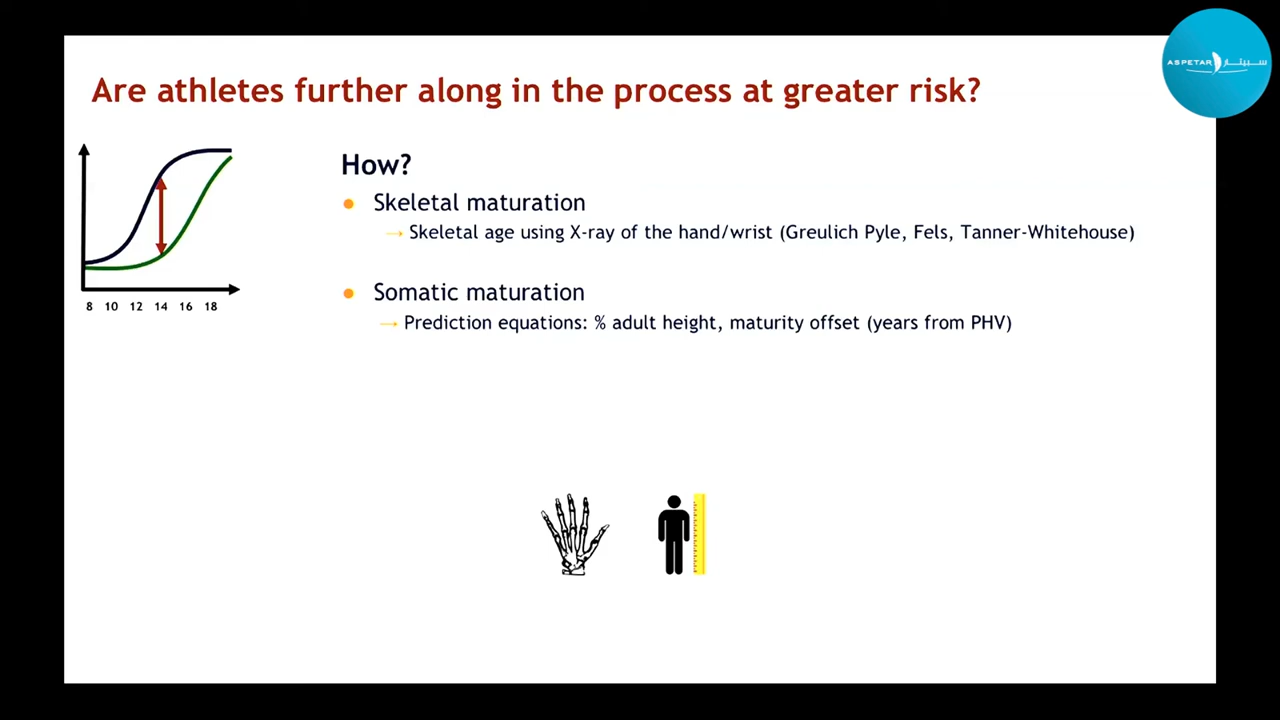 Are athletes further along in the process at greater risk?
ASPETAR سبيتار
How?
● Skeletal maturation
→ Skeletal age using X-ray of the hand/wrist (Greulich Pyle, Fels, Tanner-Whitehouse)
● Somatic maturation
→ Prediction equations: % adult height, maturity offset (years from PHV)
8 10 12 14 16 18